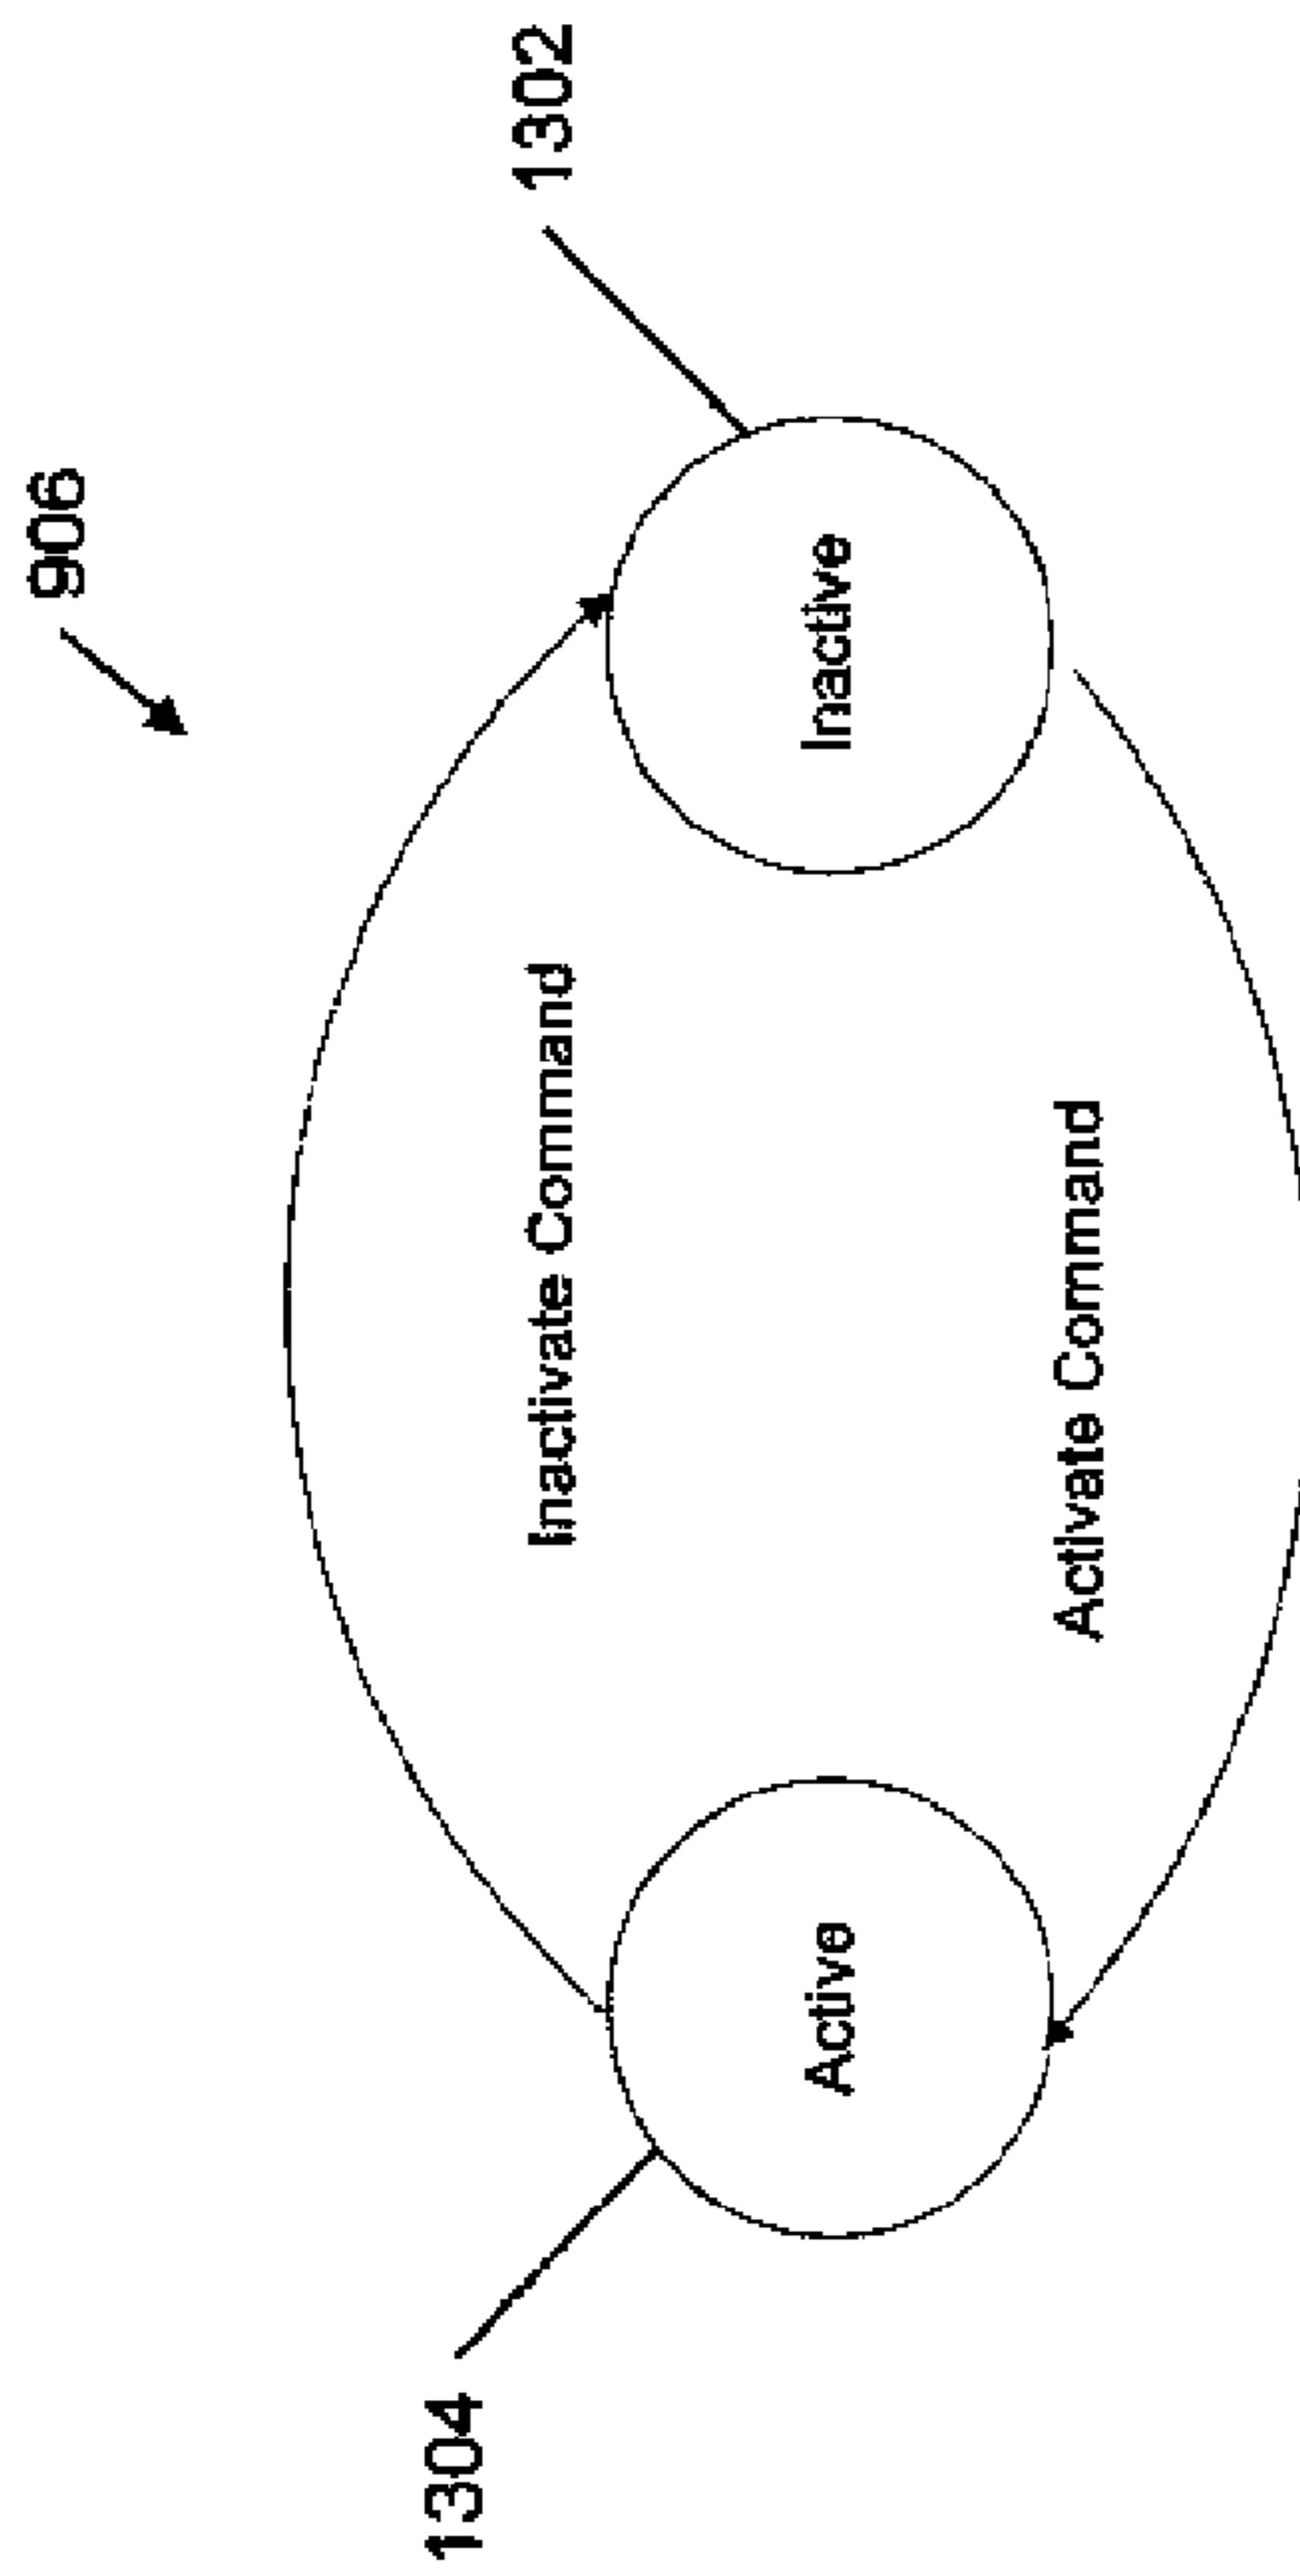 906
1304
1302
Inactivate Command
Active
Inactive
Activate Command